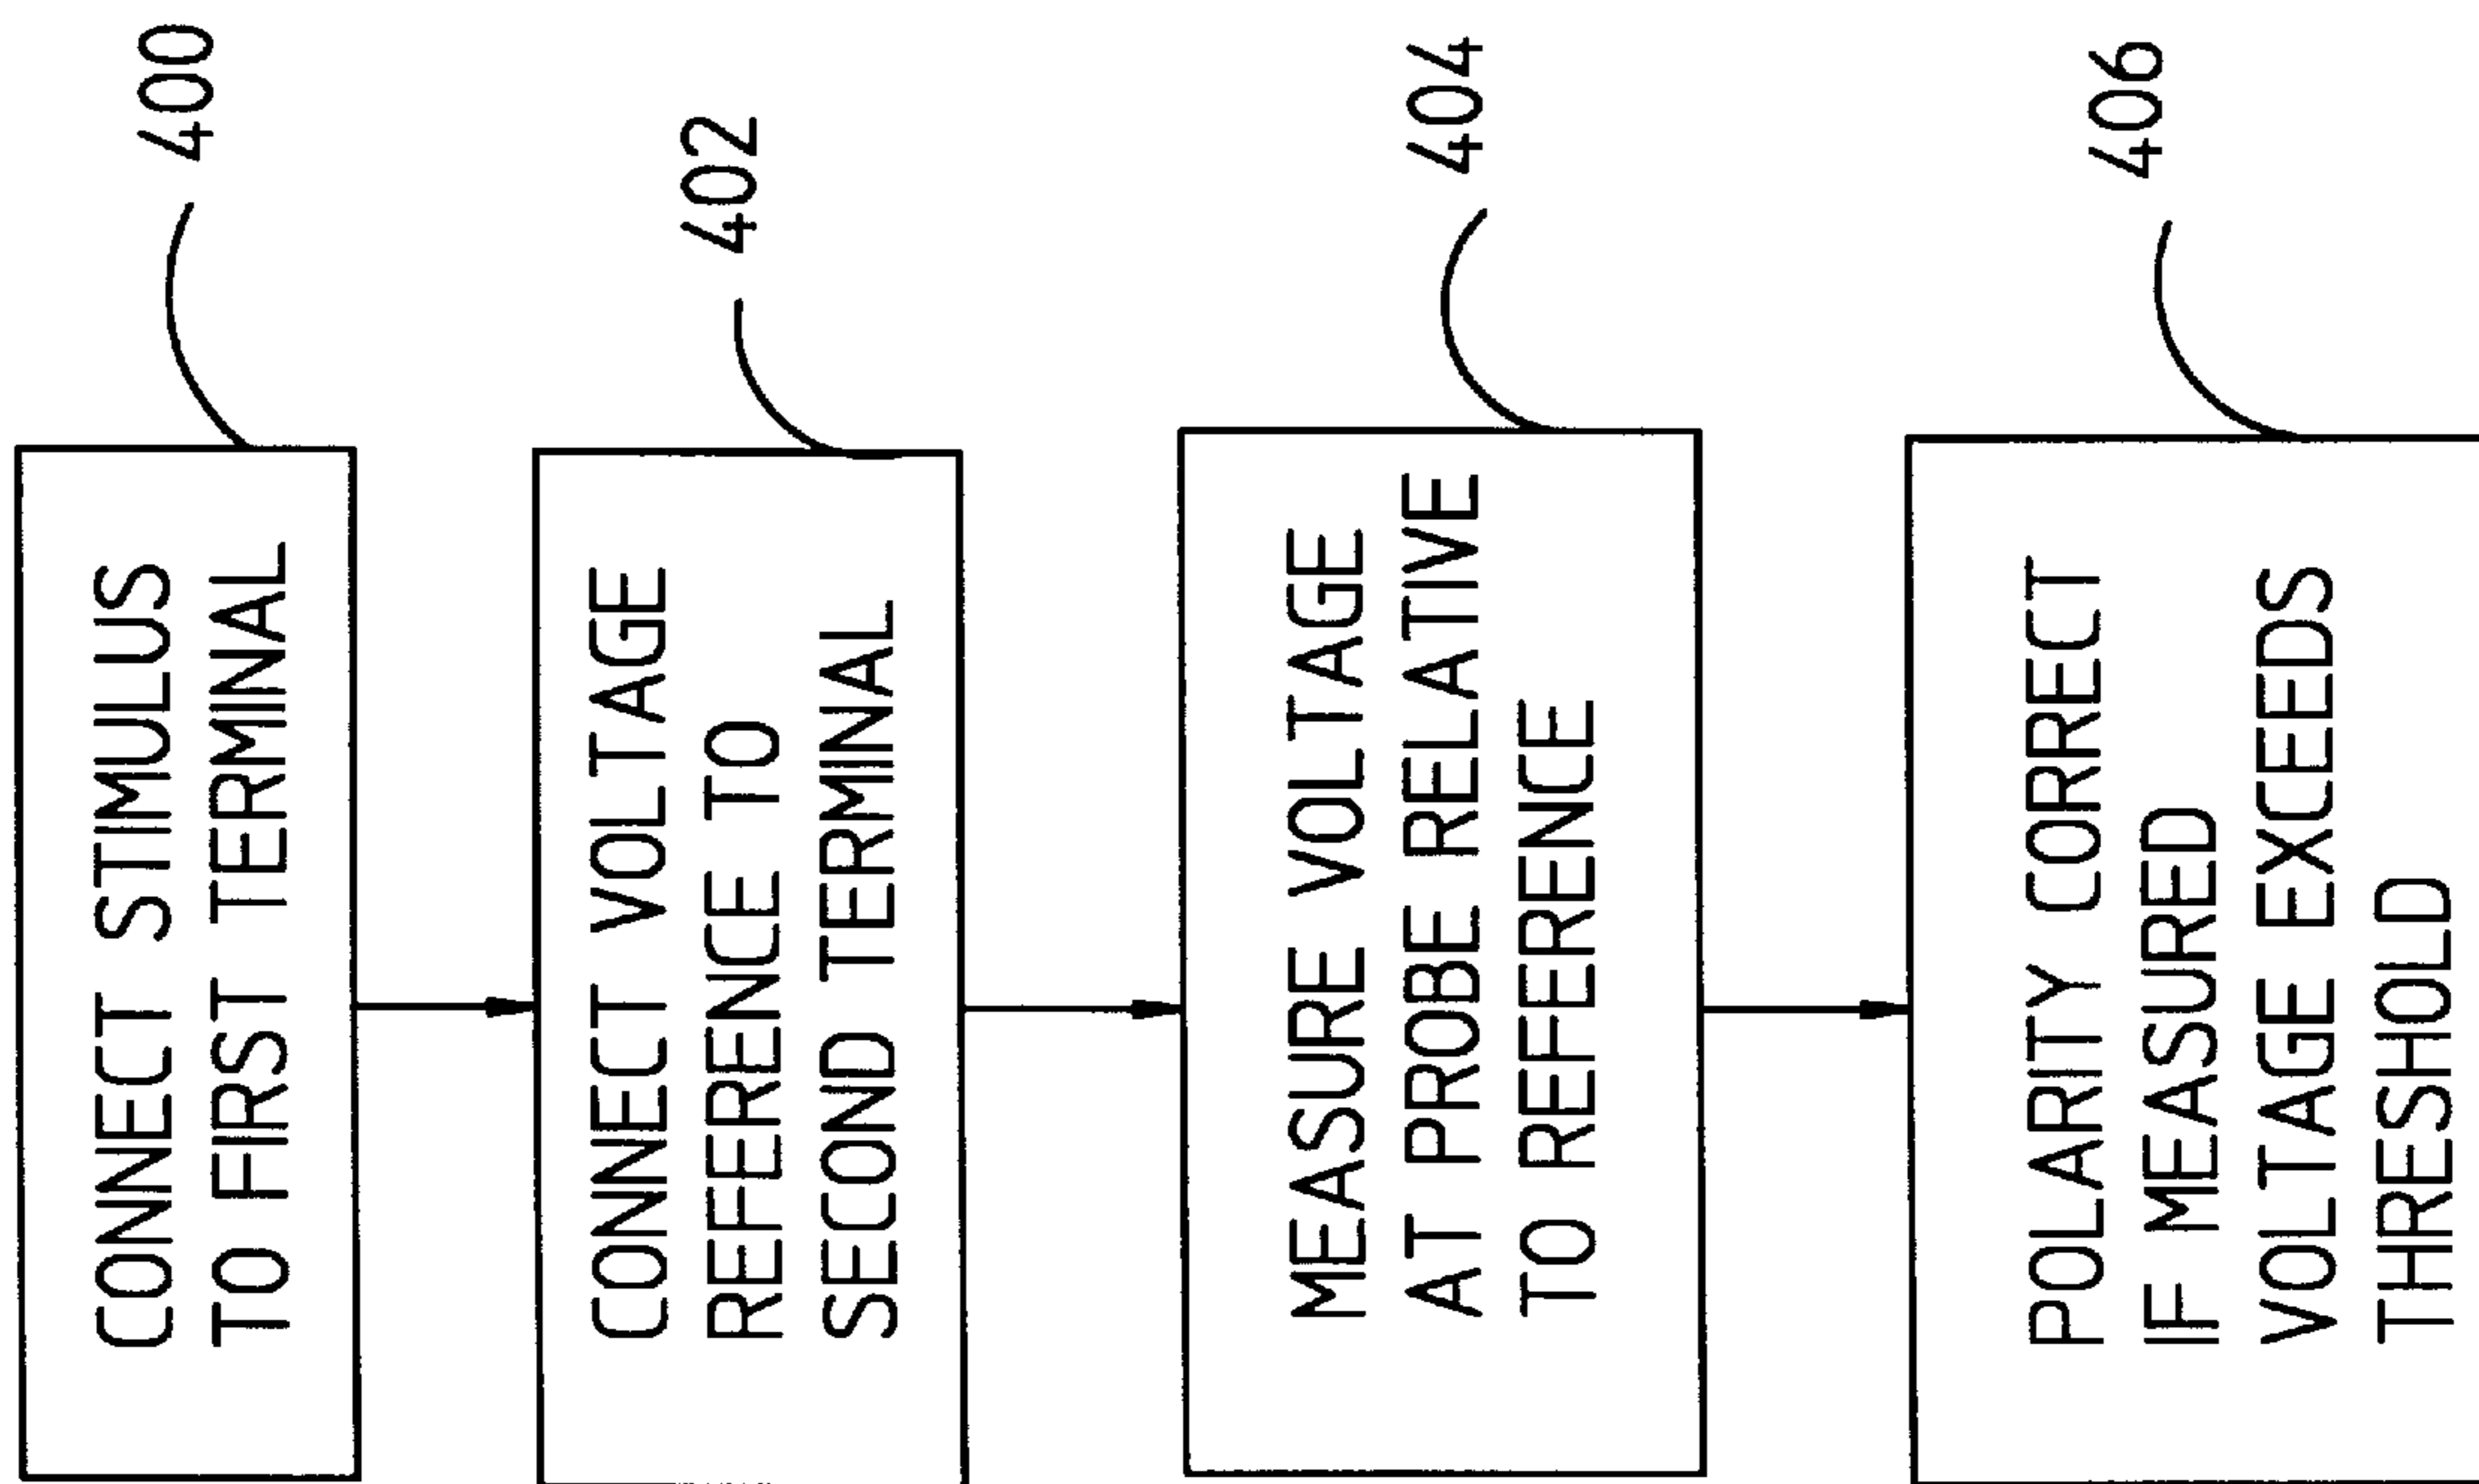 CONNECT STIMULUS
TO FIRST TERMINAL
400
CONNECT VOLTAGE
REFERENCE TO
SECOND TERMINAL
402
MEASURE VOLTAGE
AT PROBE RELATIVE
TO REFERENCE
404
POLARITY CORRECT
IF MEASURED
VOLTAGE EXCEEDS
THRESHOLD
406